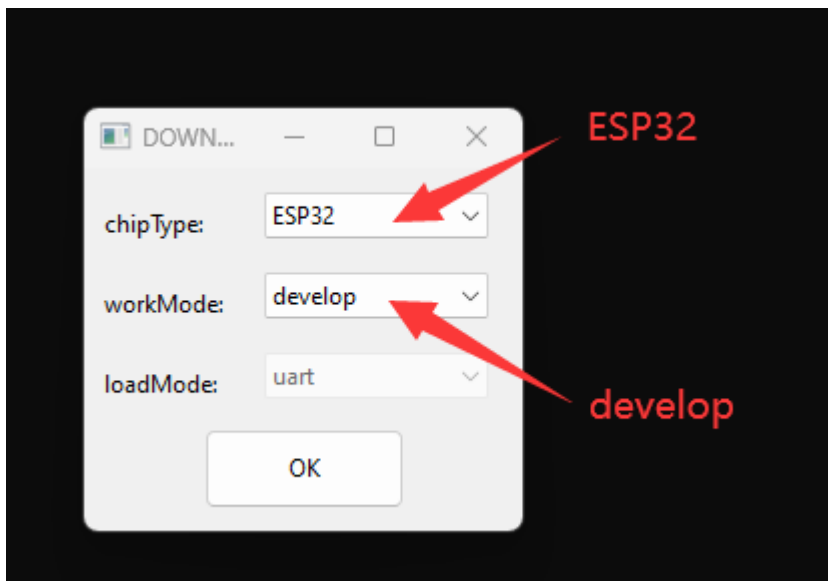 DOWN...
ESP32
chipType:
ESP32
workMode:
develop
loadMode:
uart
develop
OK